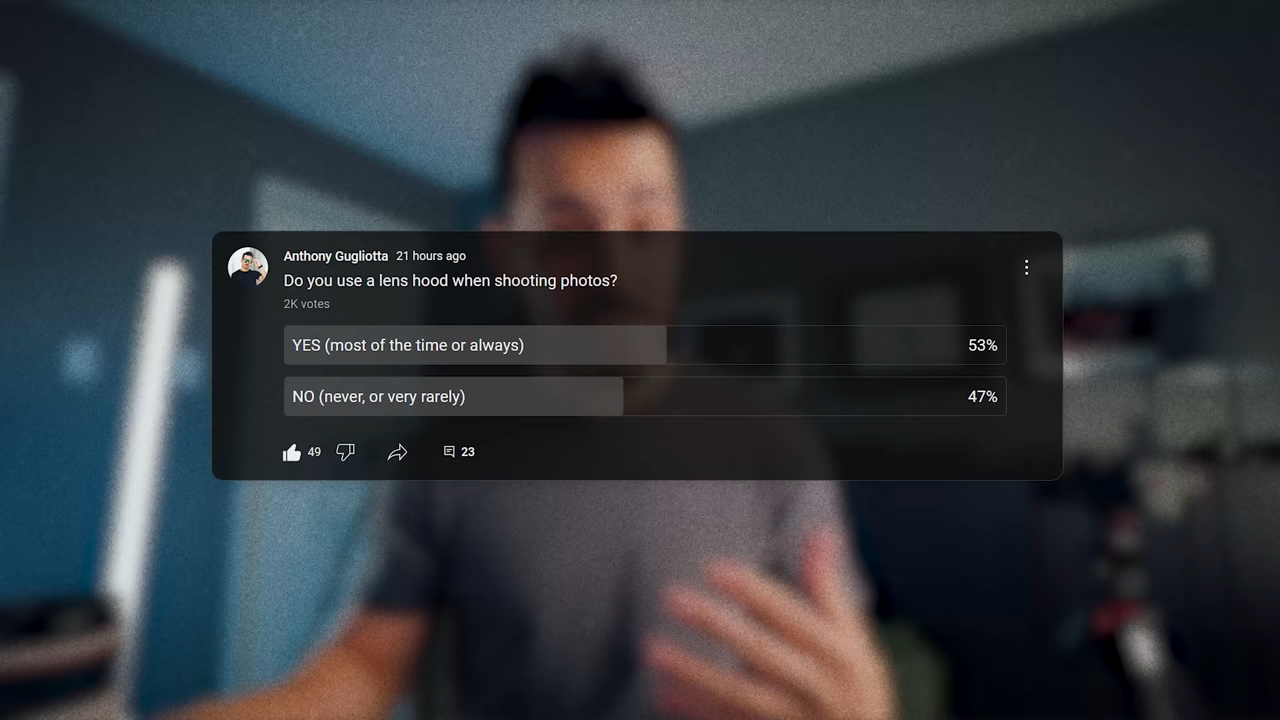 Anthony Gugliotta 21 hours ago
Do you use a lens hood when shooting photos?
2K votes
YES (most of the time or always) 53%
NO (never, or very rarely) 47%
49 23